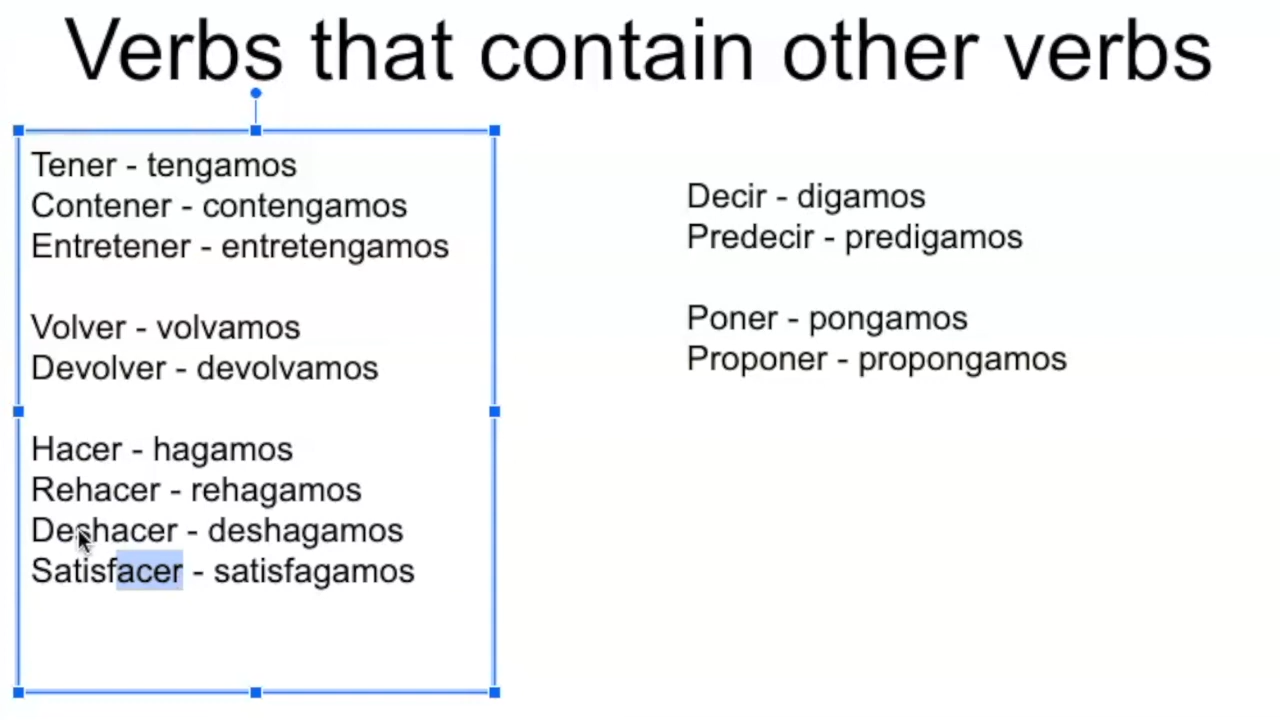 Verbs that contain other verbs
Tener - tengamos
Contener - contengamos
Entretener - entretengamos
Volver - volvamos
Devolver - devolvamos
Hacer - hagamos
Rehacer - rehagamos
Deshacer - deshagamos
Satisfacer - satisfagamos
Decir - digamos
Predecir - predigamos
Poner - pongamos
Proponer - propongamos